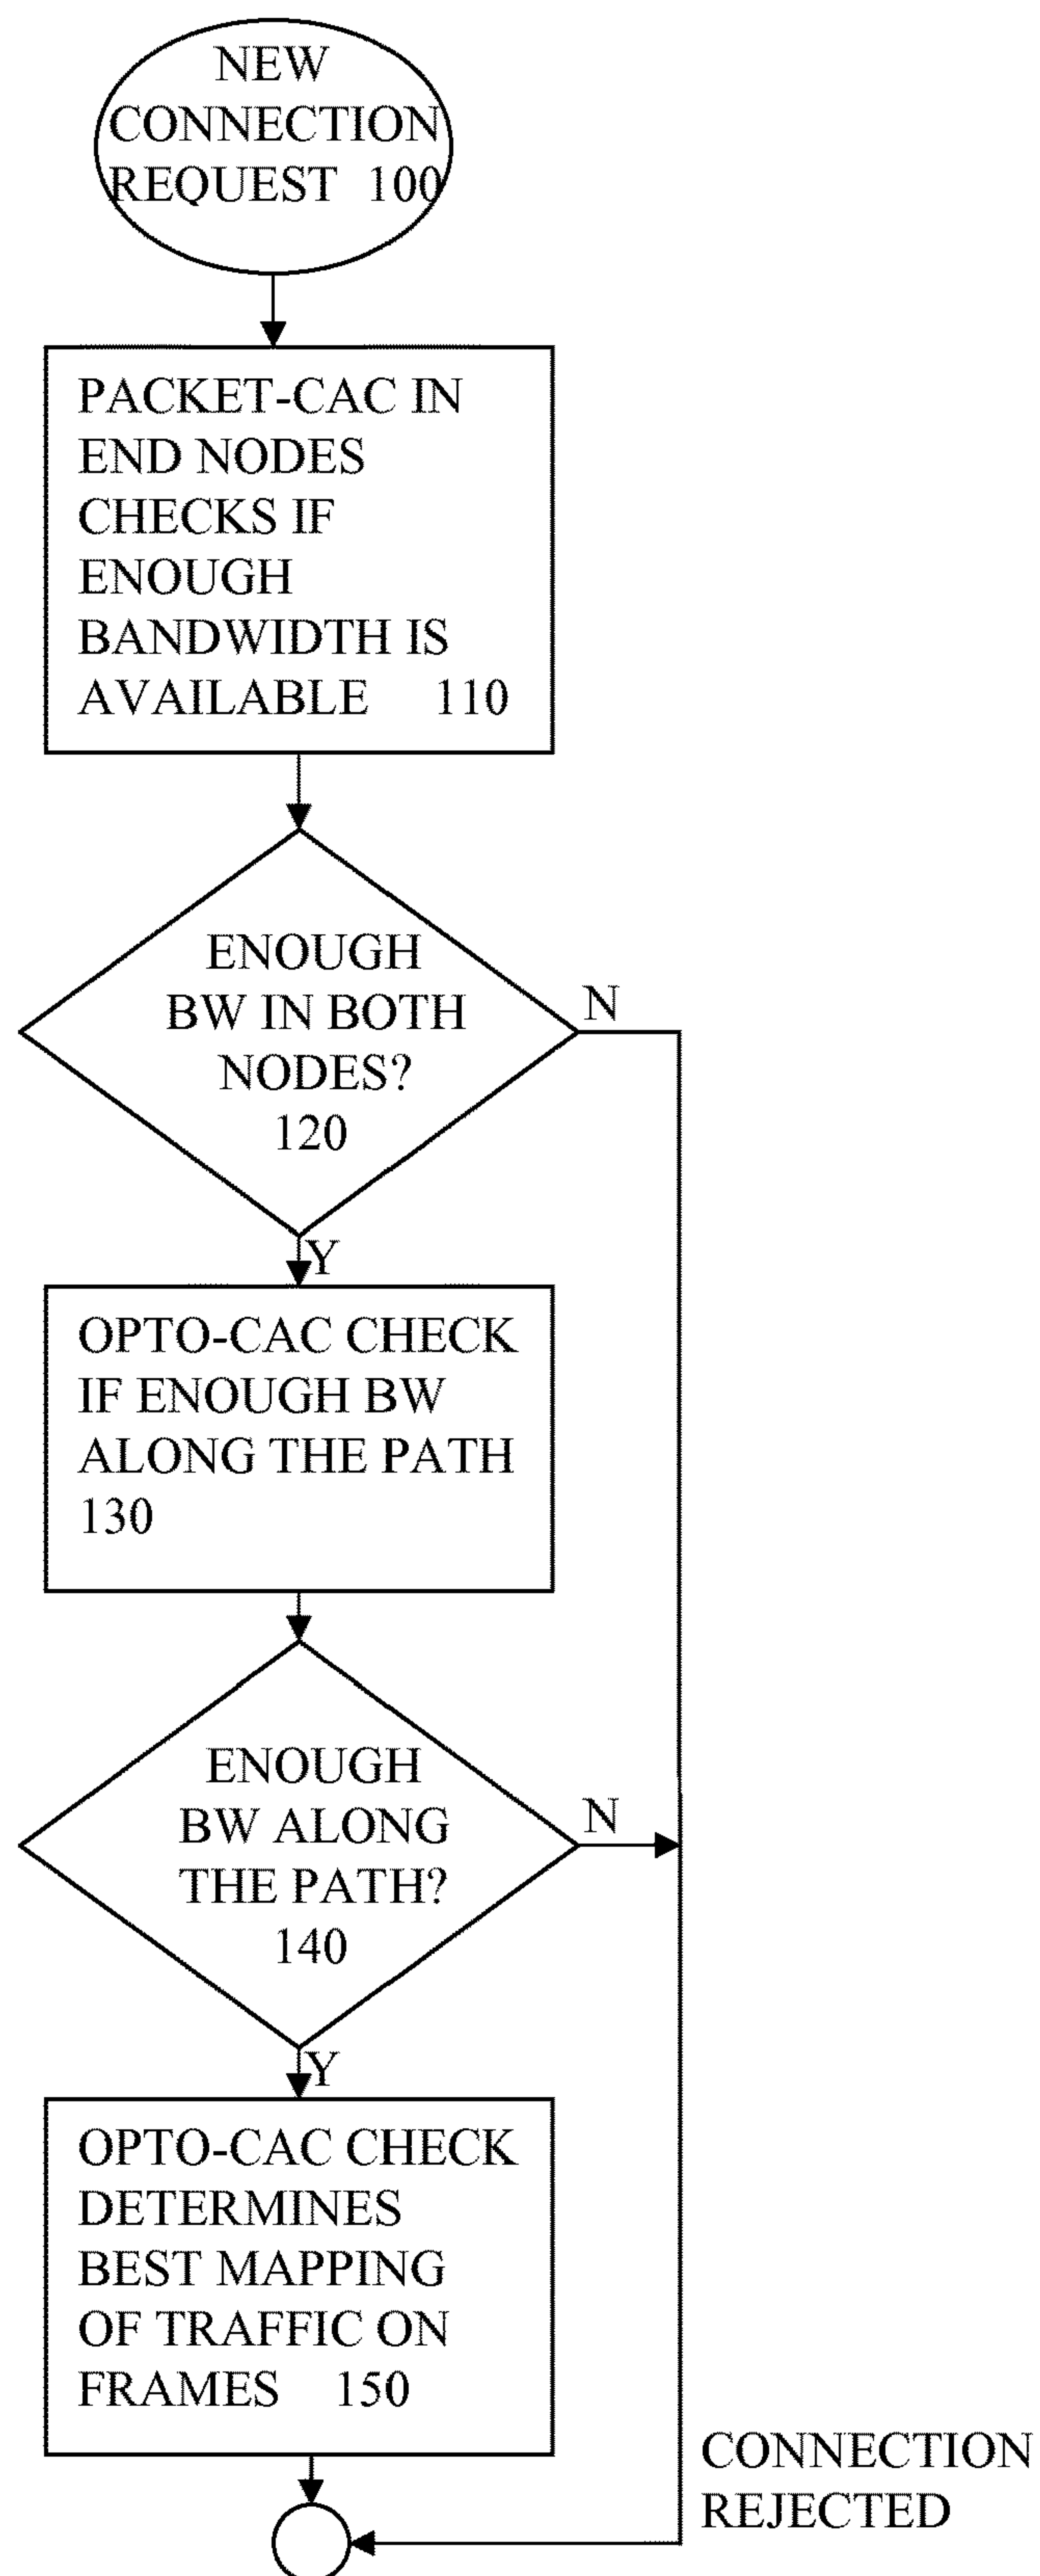 NEW
CONNECTION
REQUEST 100
PACKET-CAC IN
END NODES
CHECKS IF
ENOUGH
BANDWIDTH IS
AVAILABLE 110
ENOUGH
BW IN BOTH
NODES?
120
N
Y
OPTO-CAC CHECK
IF ENOUGH BW
ALONG THE PATH
130
ENOUGH
BW ALONG
THE PATH?
140
N
Y
OPTO-CAC CHECK
DETERMINES
BEST MAPPING
OF TRAFFIC ON
FRAMES 150
CONNECTION
REJECTED